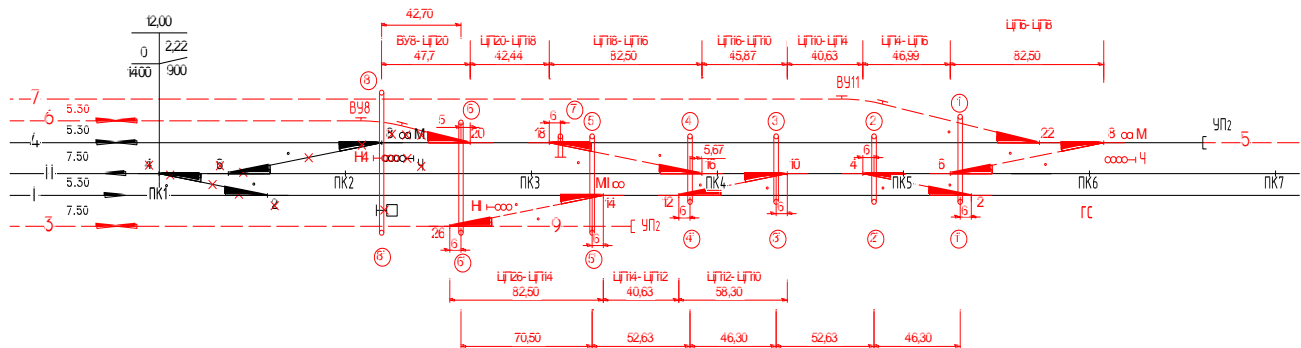 42,70
ЦП6-ЦП8
12,00
ВУ8-ЦП20 ЦП20-ЦП18 ЦП18-ЦП16 ЦП16-ЦП10 ЦП10-ЦП4 ЦП4-ЦП6
0 2,22
47,7 42,44 82,50 45,87 40,63 46,99 82,50
1400 900
8
ВУ11
7
5.30
6 7 1
ВУ8
6 5 6 5 4 3 2
5.30
4 3 ∞ М 20 18 22 8 ∞ М УП2 5
7.50
Н4 Ч 5,67 6 Ч
ii 16 10 4 6
5.30
ПК1 ПК2 ПК3 ПК4 ПК5 ПК6 ПК7
I 2 М1 ∞
7.50
Н Н1 14 12 2 ГС
3 26 9 УП2 6 6 6
6 6
8 6 5 4 3 2 1
ЦП26-ЦП14 ЦП14-ЦП12 ЦП12-ЦП10
82,50 40,63 58,30
70,50 52,63 46,30 52,63 46,30